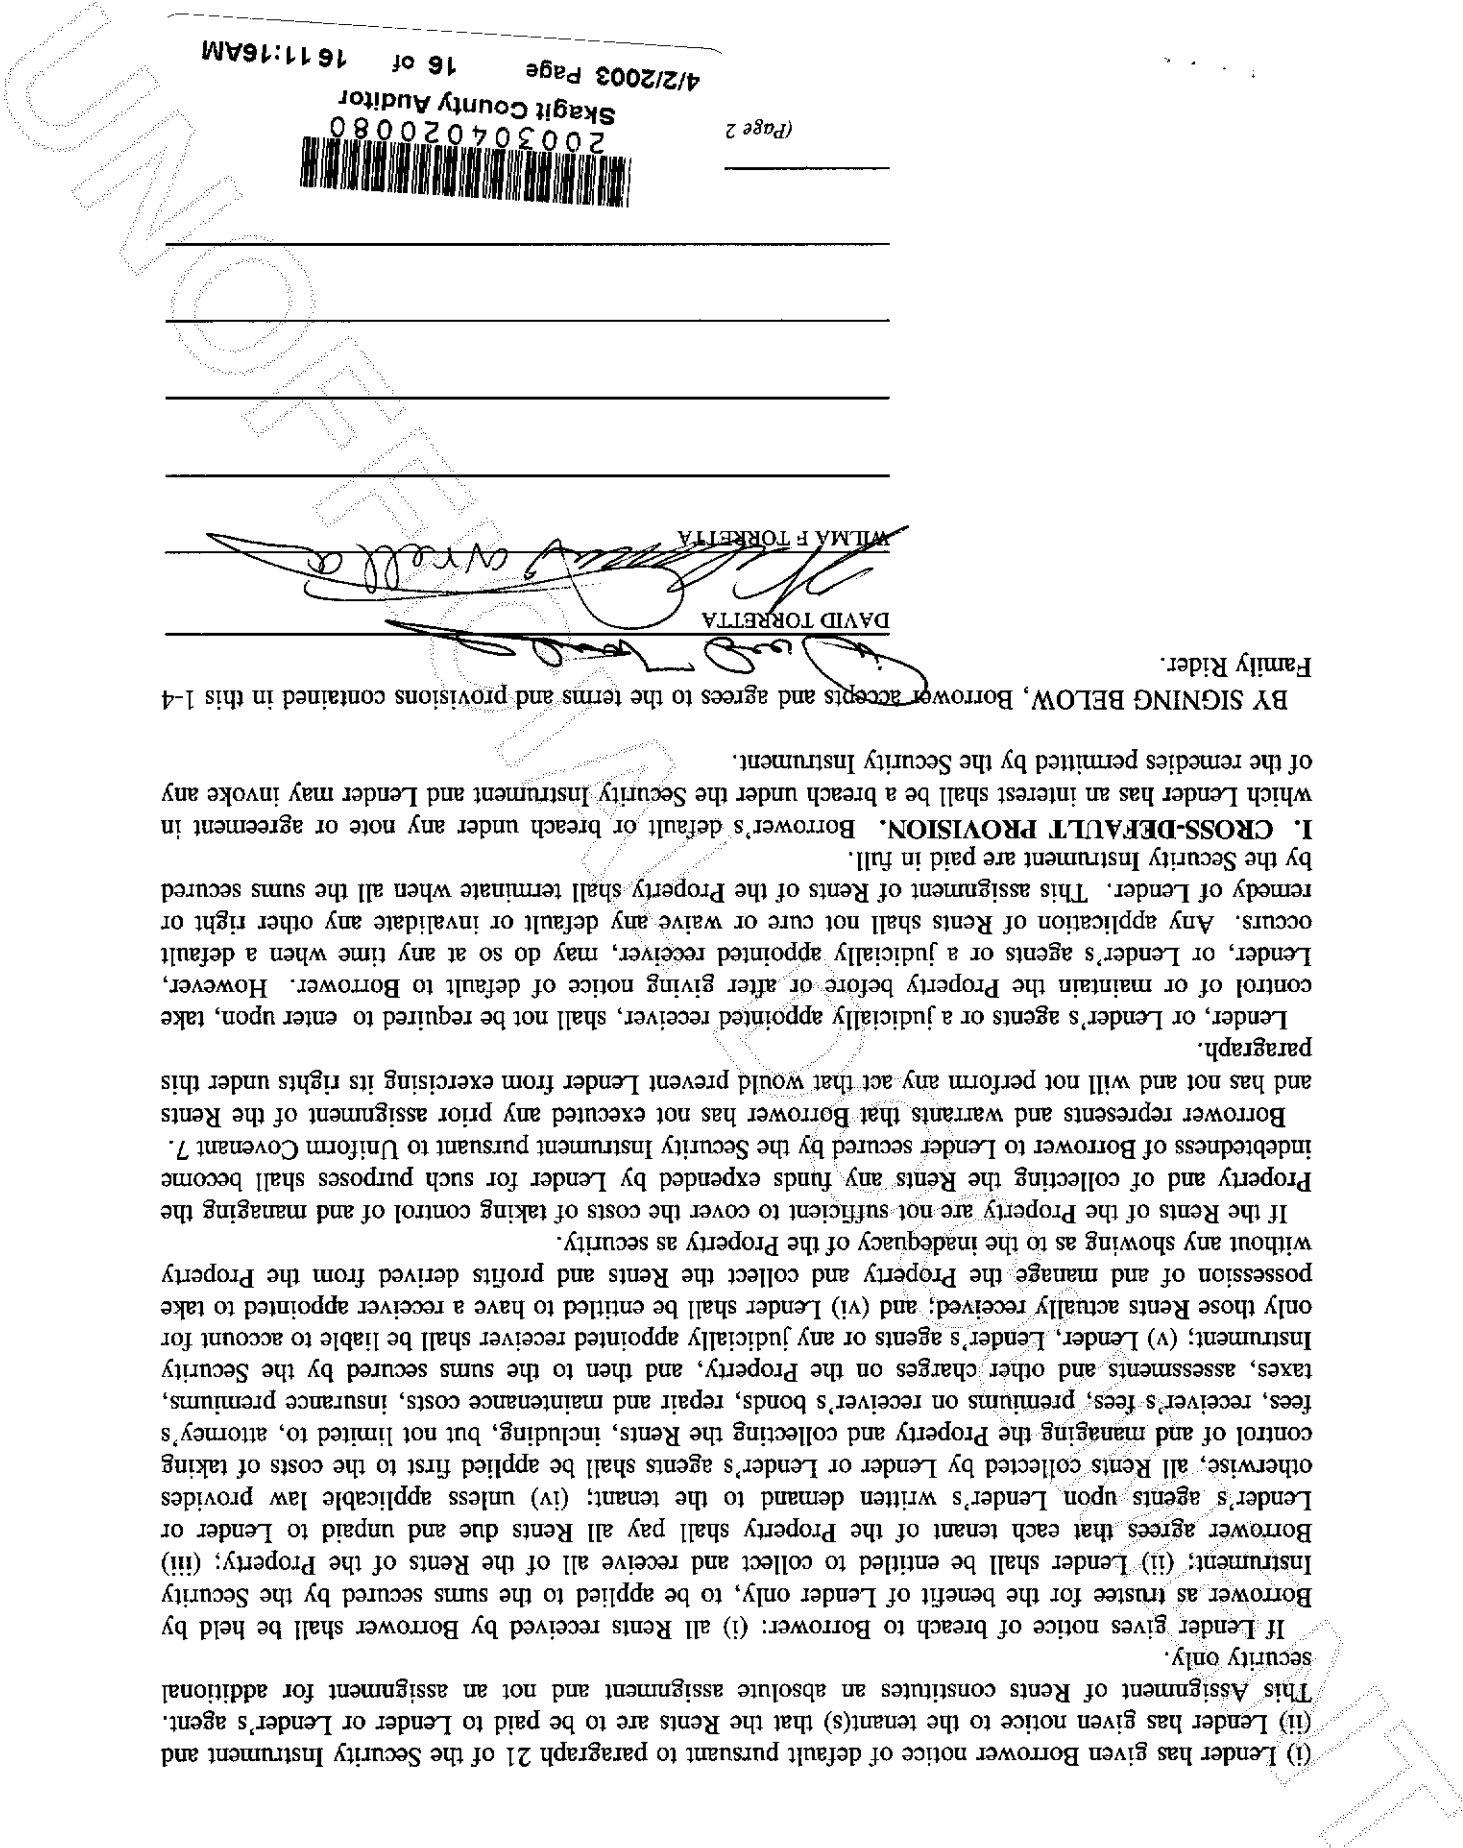 (i) Lender has given Borrower notice of default pursuant to paragraph 21 of the Security Instrument and
(ii) Lender has given notice to the tenant(s) that the Rents are to be paid to Lender or Lender's agent.
This Assignment of Rents constitutes an absolute assignment and not an assignment for additional
security only.
If Lender gives notice of breach to Borrower: (i) all Rents received by Borrower shall be held by
Borrower as trustee for the benefit of Lender only, to be applied to the sums secured by the Security
Instrument; (ii) Lender shall be entitled to collect and receive all of the Rents of the Property; (iii)
Borrower agrees that each tenant of the Property shall pay all Rents due and unpaid to Lender or
Lender's agents upon Lender's written demand to the tenant; (iv) unless applicable law provides
otherwise, all Rents collected by Lender or Lender's agents shall be applied first to the costs of taking
control of and managing the Property and collecting the Rents, including, but not limited to, attorney's
fees, receiver's fees, premiums on receiver's bonds, repair and maintenance costs, insurance premiums,
taxes, assessments and other charges on the Property, and then to the sums secured by the Security
Instrument; (v) Lender, Lender's agents or any judicially appointed receiver shall be liable to account for
only those Rents actually received; and (vi) Lender shall be entitled to have a receiver appointed to take
possession of and manage the Property and collect the Rents and profits derived from the Property
without any showing as to the inadequacy of the Property as security.
If the Rents of the Property are not sufficient to cover the costs of taking control of and managing the
Property and of collecting the Rents any funds expended by Lender for such purposes shall become
indebtedness of Borrower to Lender secured by the Security Instrument pursuant to Uniform Covenant 7.
Borrower represents and warrants that Borrower has not executed any prior assignment of the Rents
and has not and will not perform any act that would prevent Lender from exercising its rights under this
paragraph.
Lender, or Lender's agents or a judicially appointed receiver, shall not be required to enter upon, take
control of or maintain the Property before or after giving notice of default to Borrower. However,
Lender, or Lender's agents or a judicially appointed receiver, may do so at any time when a default
occurs. Any application of Rents shall not cure or waive any default or invalidate any other right or
remedy of Lender. This assignment of Rents of the Property shall terminate when all the sums secured
by the Security Instrument are paid in full.
I. CROSS-DEFAULT PROVISION. Borrower's default or breach under any note or agreement in
which Lender has an interest shall be a breach under the Security Instrument and Lender may invoke any
of the remedies permitted by the Security Instrument.
BY SIGNING BELOW, Borrower accepts and agrees to the terms and provisions contained in this 1-4
Family Rider.
DAVID TORRETTA
WILMA F TORRETTA
(Page 2
200304020080
Skagit County Auditor
4/2/2003 Page 16 of 16 11:16AM
UNOFFICIAL DOCUMENT